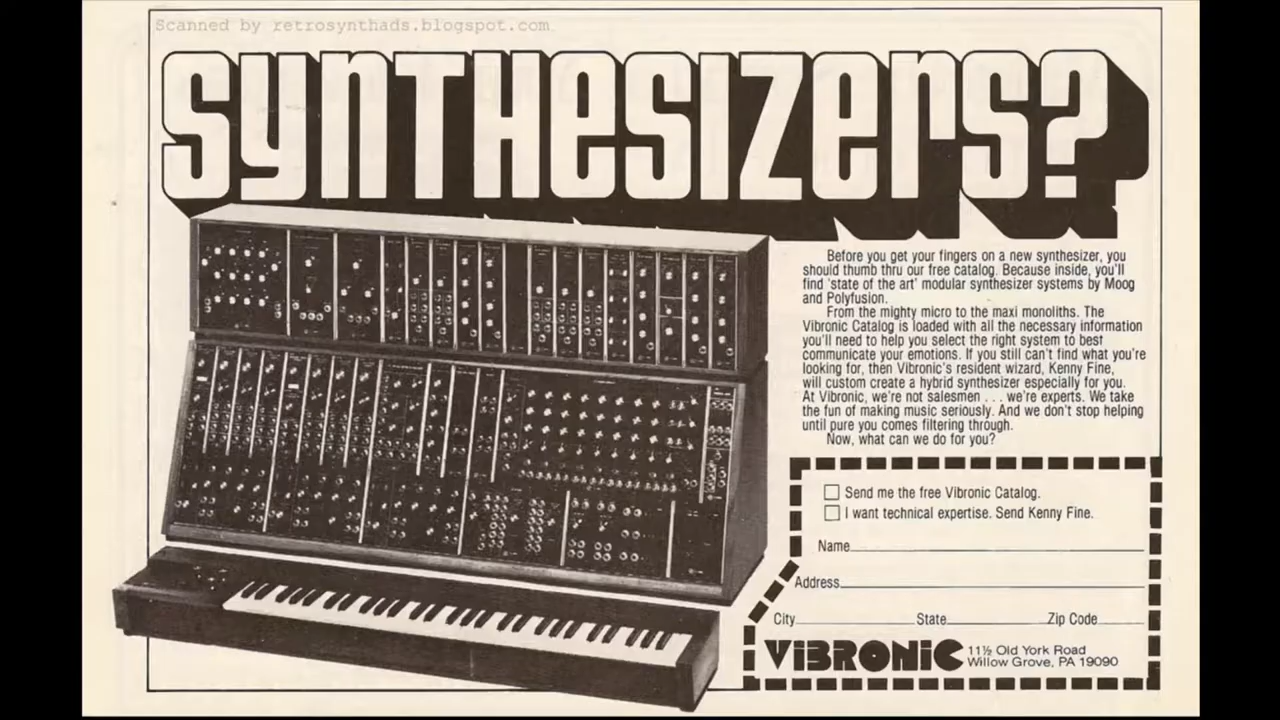 Scanned by retrosynthads.blogspot.com
SynTHesIZers?
Before you get your fingers on a new synthesizer, you
should thumb thru our free catalog. Because inside, you'll
find 'state of the art' modular synthesizer systems by Moog
and Polyfusion.
From the mighty micro to the maxi monoliths. The
Vibronic Catalog is loaded with all the necessary information
you'll need to help you select the right system to best
communicate your emotions. If you still can't find what you're
looking for, then Vibronic's resident wizard, Kenny Fine,
will custom create a hybrid synthesizer especially for you.
At Vibronic, we're not salesmen . . . we're experts. We take
the fun of making music seriously. And we don't stop helping
until pure you comes filtering through.
Now, what can we do for you?
Send me the free Vibronic Catalog.
I want technical expertise. Send Kenny Fine.
Name
Address
City State Zip Code
ViBRONiC
11½ Old York Road
Willow Grove, PA 19090